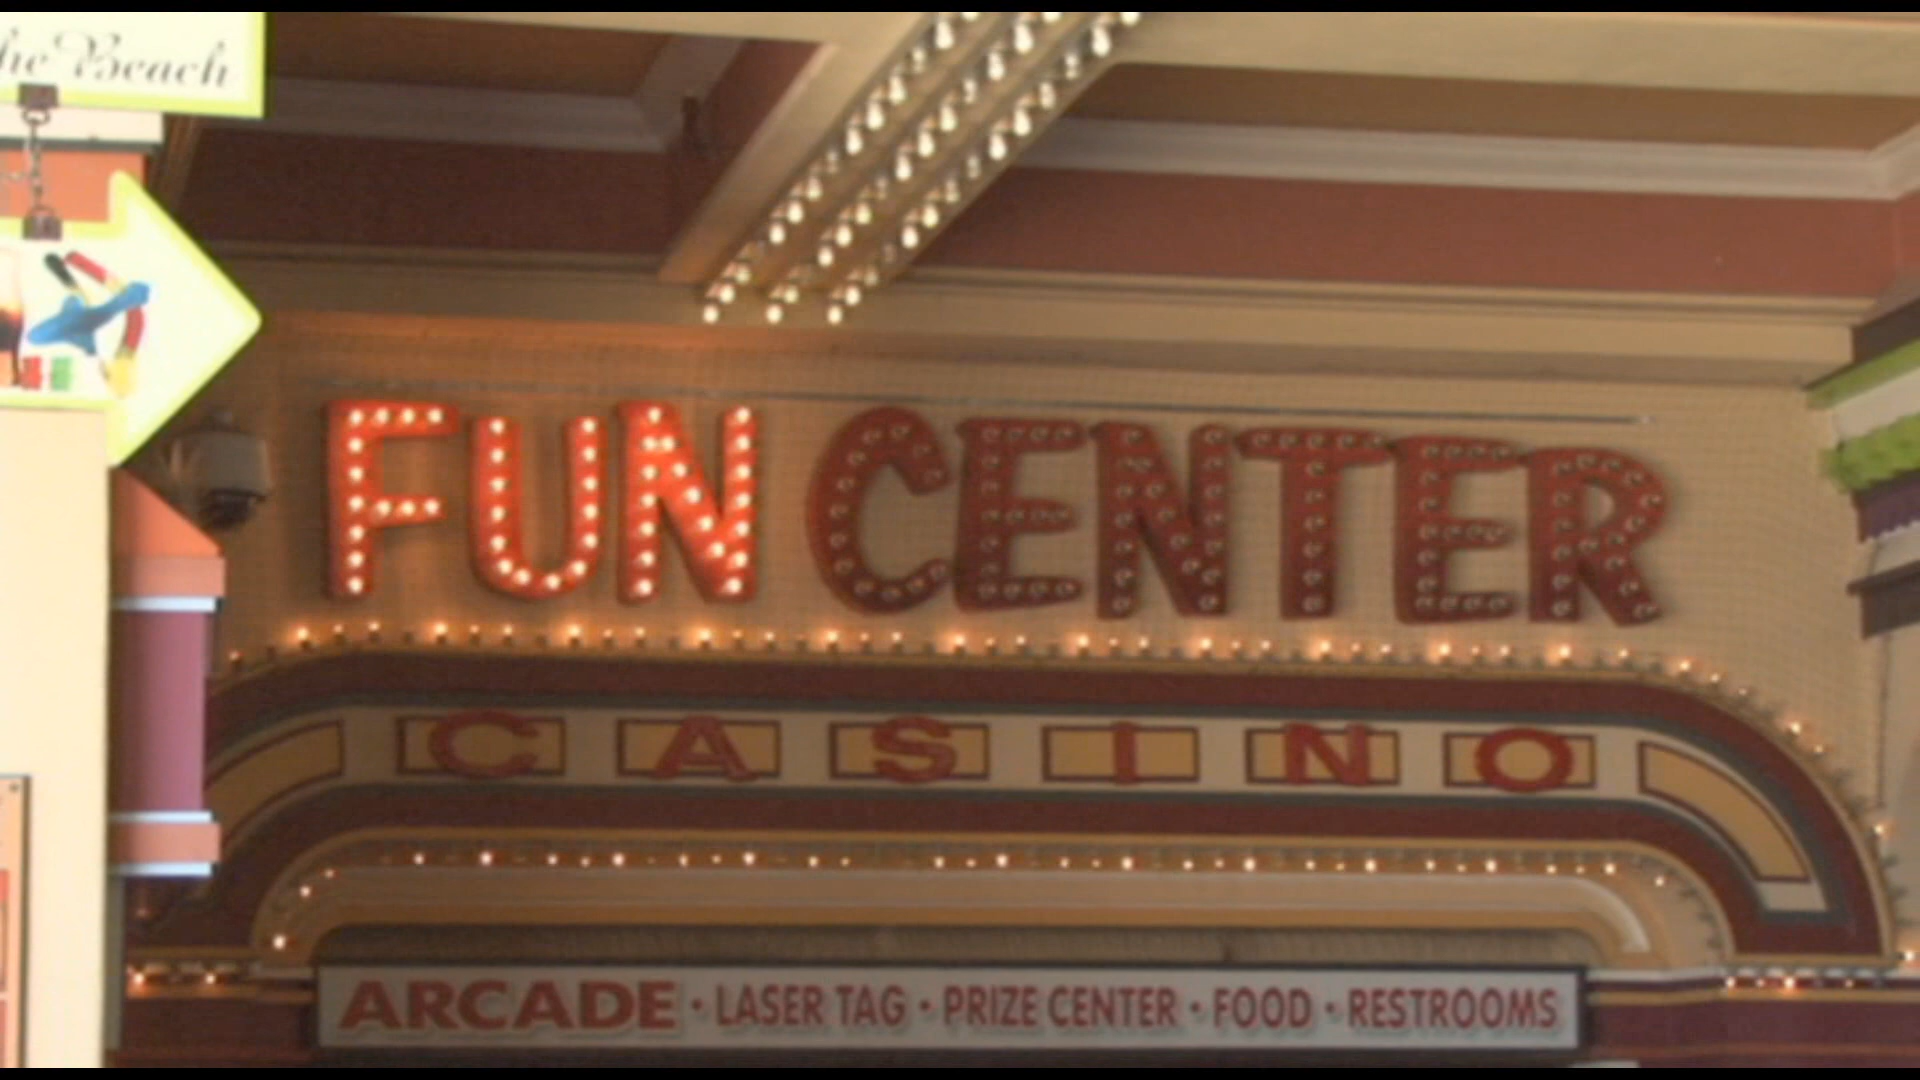 he Beach
FUN CENTER
CASINO
ARCADE · LASER TAG · PRIZE CENTER · FOOD · RESTROOMS